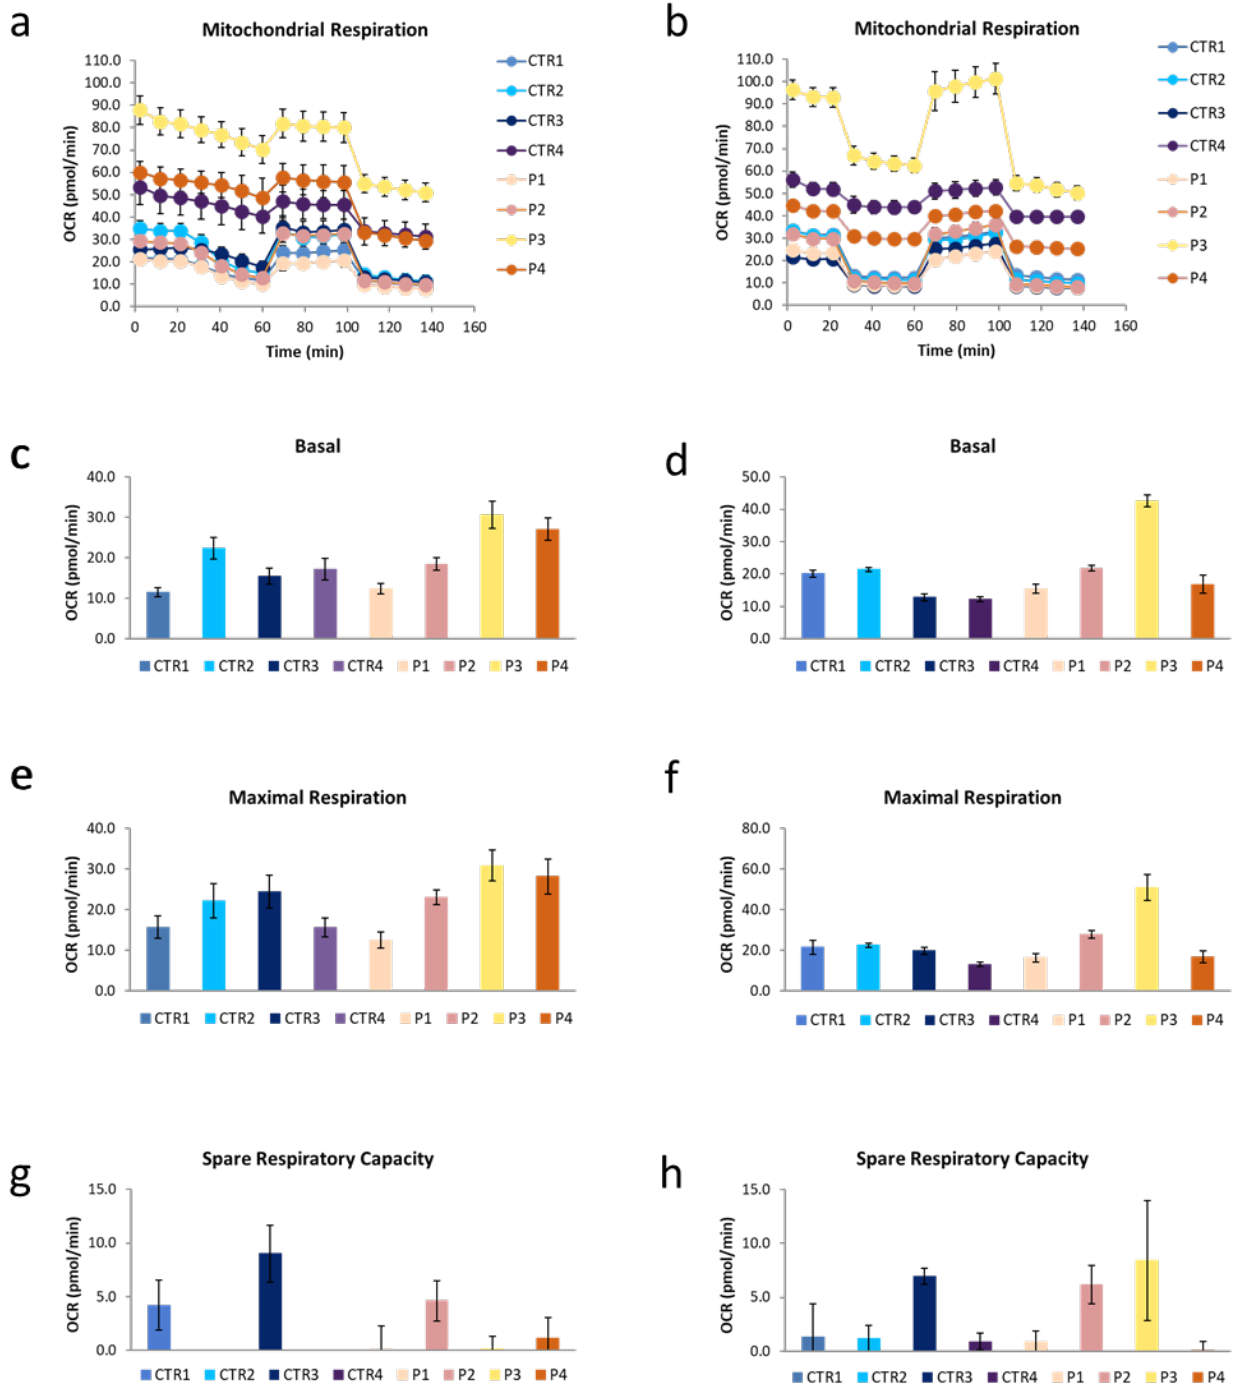 a
Mitochondrial Respiration
OCR (pmol/min)
110.0
100.0
90.0
80.0
70.0
60.0
50.0
40.0
30.0
20.0
10.0
0.0
0 20 40 60 80 100 120 140 160
Time (min)
CTR1
CTR2
CTR3
CTR4
P1
P2
P3
P4
b
Mitochondrial Respiration
OCR (pmol/min)
110.0
100.0
90.0
80.0
70.0
60.0
50.0
40.0
30.0
20.0
10.0
0.0
0 20 40 60 80 100 120 140 160
Time (min)
CTR1
CTR2
CTR3
CTR4
P1
P2
P3
P4
c
Basal
OCR (pmol/min)
40.0
30.0
20.0
10.0
0.0
CTR1 CTR2 CTR3 CTR4 P1 P2 P3 P4
d
Basal
OCR (pmol/min)
50.0
40.0
30.0
20.0
10.0
0.0
CTR1 CTR2 CTR3 CTR4 P1 P2 P3 P4
e
Maximal Respiration
OCR (pmol/min)
40.0
30.0
20.0
10.0
0.0
CTR1 CTR2 CTR3 CTR4 P1 P2 P3 P4
f
Maximal Respiration
OCR (pmol/min)
80.0
60.0
40.0
20.0
0.0
CTR1 CTR2 CTR3 CTR4 P1 P2 P3 P4
g
Spare Respiratory Capacity
OCR (pmol/min)
15.0
10.0
5.0
0.0
CTR1 CTR2 CTR3 CTR4 P1 P2 P3 P4
h
Spare Respiratory Capacity
OCR (pmol/min)
15.0
10.0
5.0
0.0
CTR1 CTR2 CTR3 CTR4 P1 P2 P3 P4